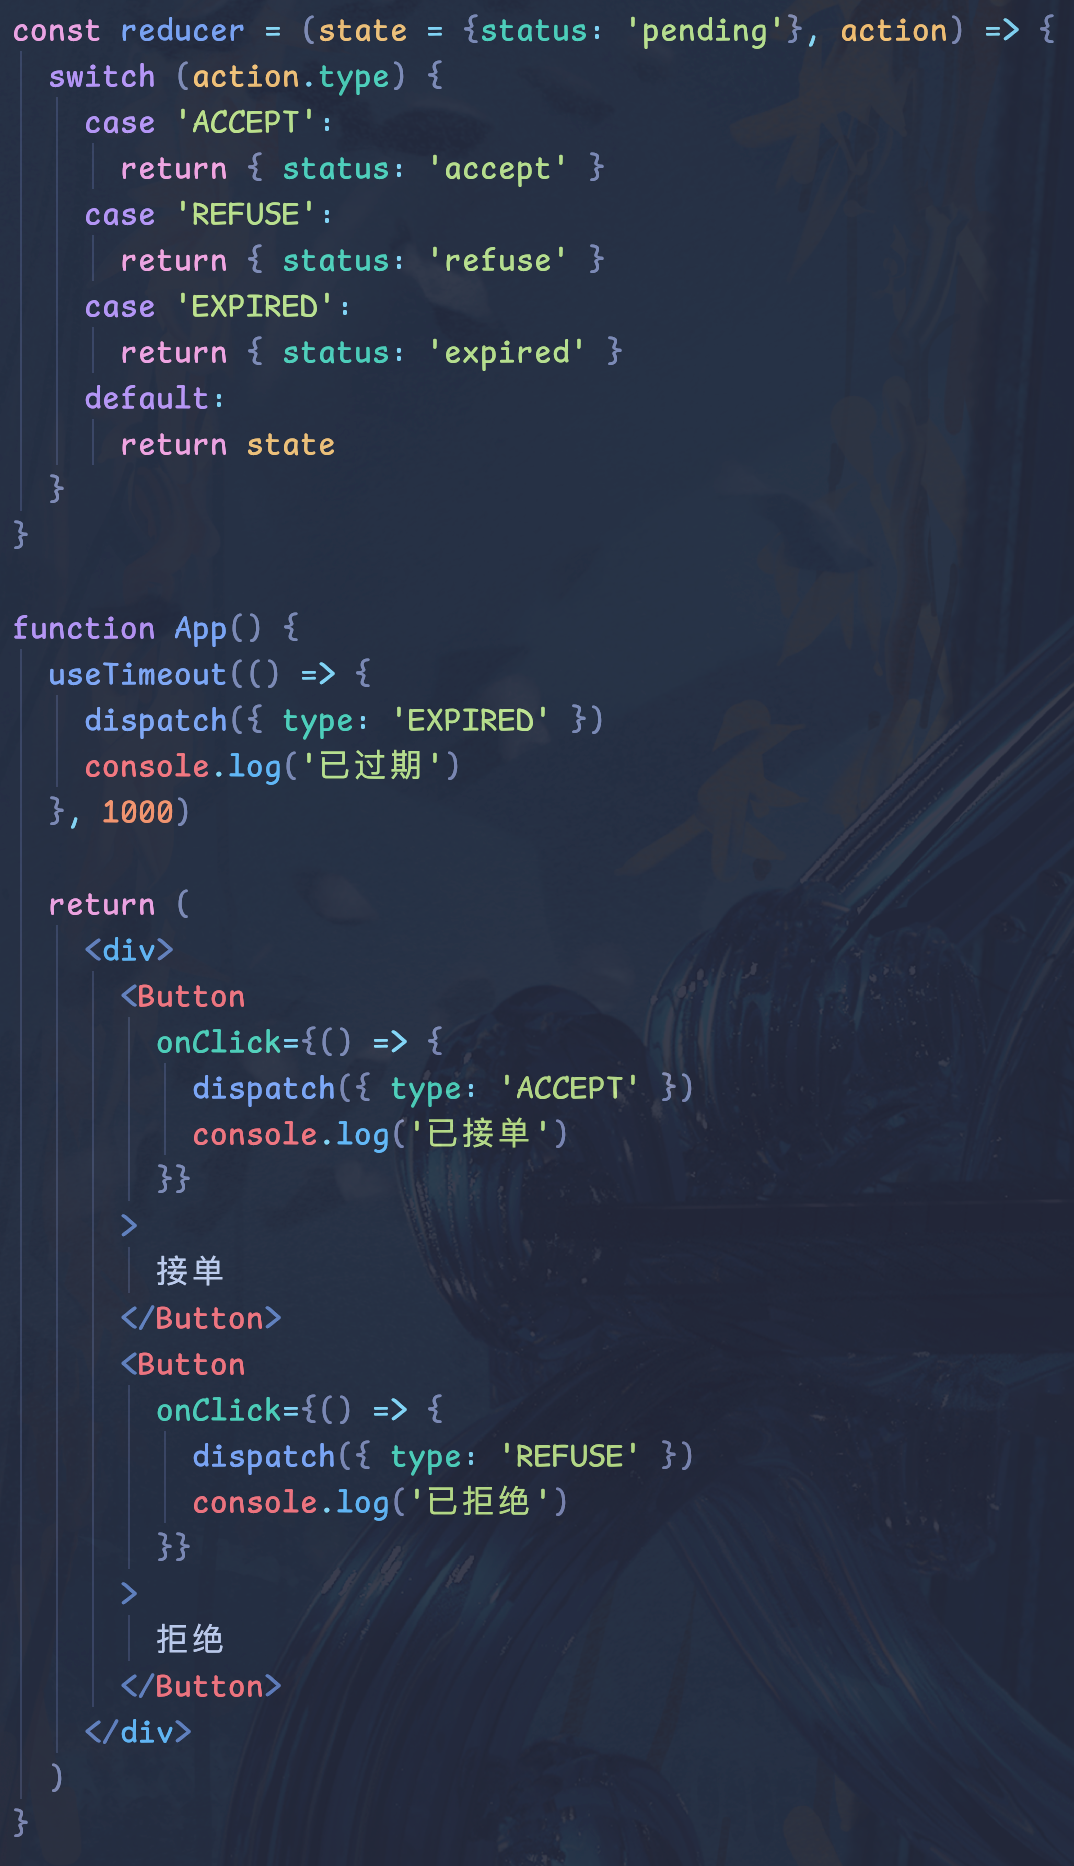 const reducer = (state = {status: 'pending'}, action) => {
  switch (action.type) {
    case 'ACCEPT':
      return { status: 'accept' }
    case 'REFUSE':
      return { status: 'refuse' }
    case 'EXPIRED':
      return { status: 'expired' }
    default:
      return state
  }
}

function App() {
  useTimeout(() => {
    dispatch({ type: 'EXPIRED' })
    console.log('已过期')
  }, 1000)

  return (
    <div>
      <Button
        onClick={() => {
          dispatch({ type: 'ACCEPT' })
          console.log('已接单')
        }}
      >
        接单
      </Button>
      <Button
        onClick={() => {
          dispatch({ type: 'REFUSE' })
          console.log('已拒绝')
        }}
      >
        拒绝
      </Button>
    </div>
  )
}